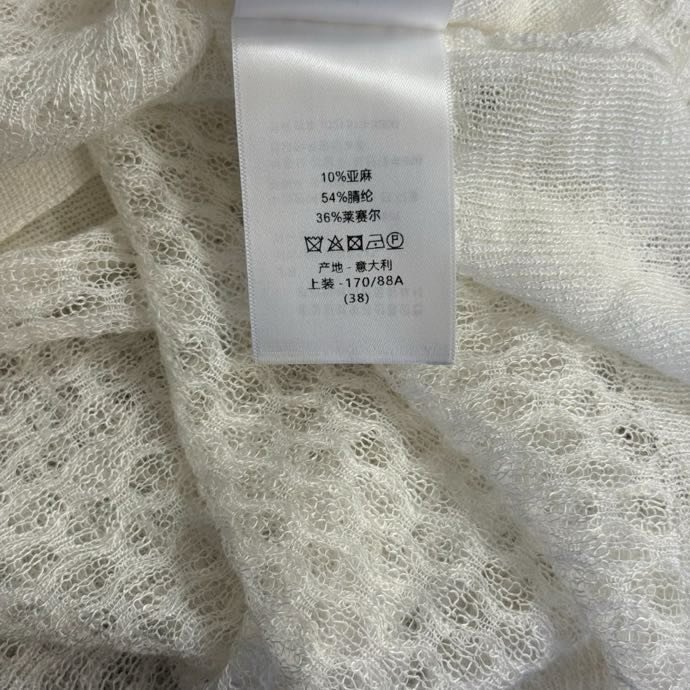 10%亚麻
54%腈纶
36%莱赛尔
P
产地 - 意大利
上装 - 170/88A
(38)